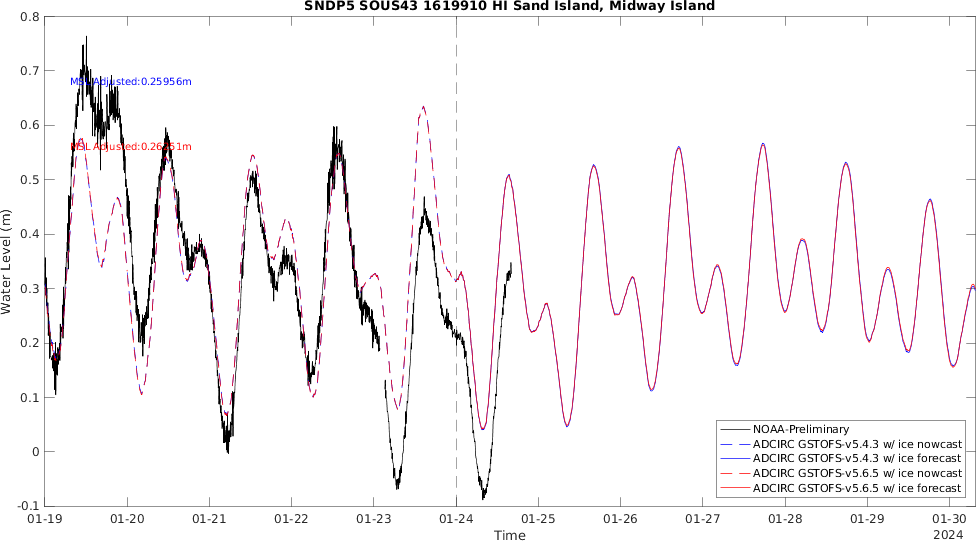 SNDP5 SOUS43 1619910 HI Sand Island, Midway Island
0.8
0.7
0.6
0.5
0.4
0.3
0.2
0.1
0
-0.1
Water Level (m)
Adjusted:0.25956m
MSL Adjusted:
01-19
01-20
01-21
01-22
01-23
01-24
01-25
01-26
01-27
01-28
01-29
01-30
2024
Time
NOAA-Preliminary
ADCIRC GSTOFS-v5.4.3 w/ ice nowcast
ADCIRC GSTOFS-v5.4.3 w/ ice forecast
ADCIRC GSTOFS-v5.6.5 w/ ice nowcast
ADCIRC GSTOFS-v5.6.5 w/ ice forecast